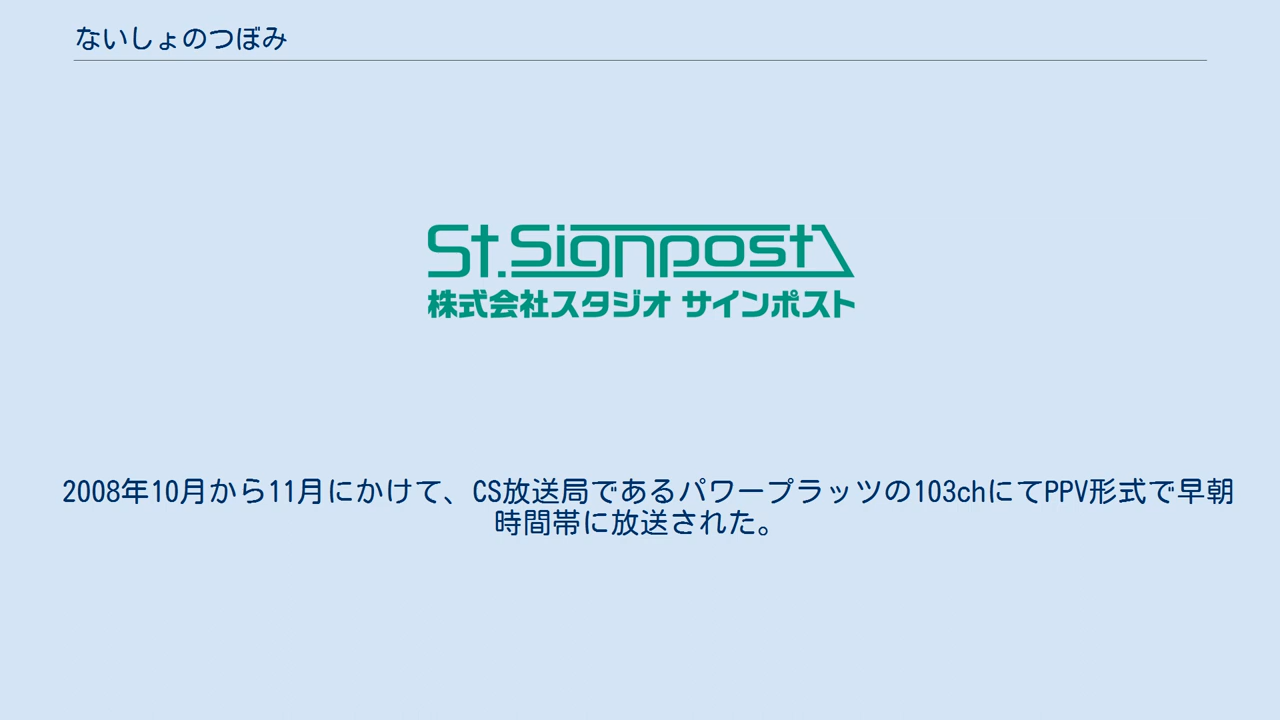 ないしょのつぼみ
St.Signpost
株式会社スタジオ サインポスト
2008年10月から11月にかけて、CS放送局であるパワープラッツの103chにてPPV形式で早朝
時間帯に放送された。